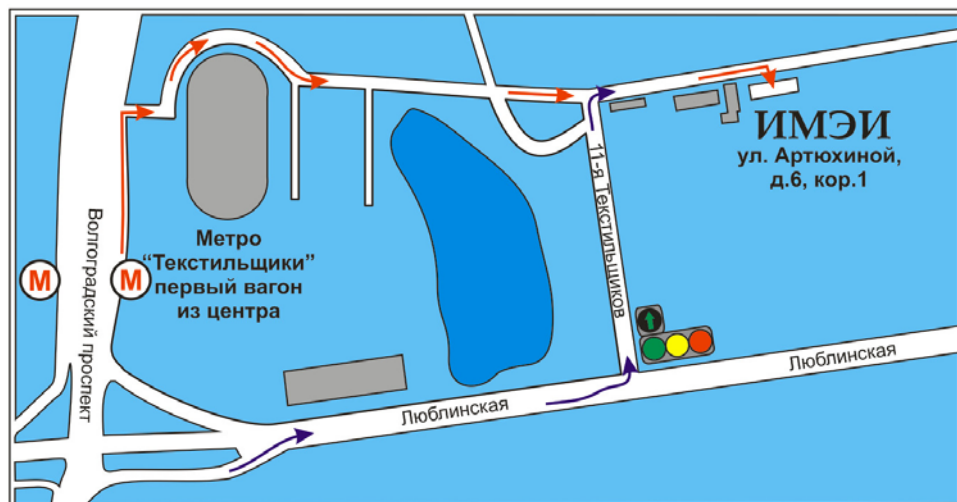 ИМЭИ
ул. Артюхиной,
д.6, кор.1
11-я Текстильщиков
Волгоградский проспект
М
М
Метро
“Текстильщики”
первый вагон
из центра
Люблинская
Люблинская